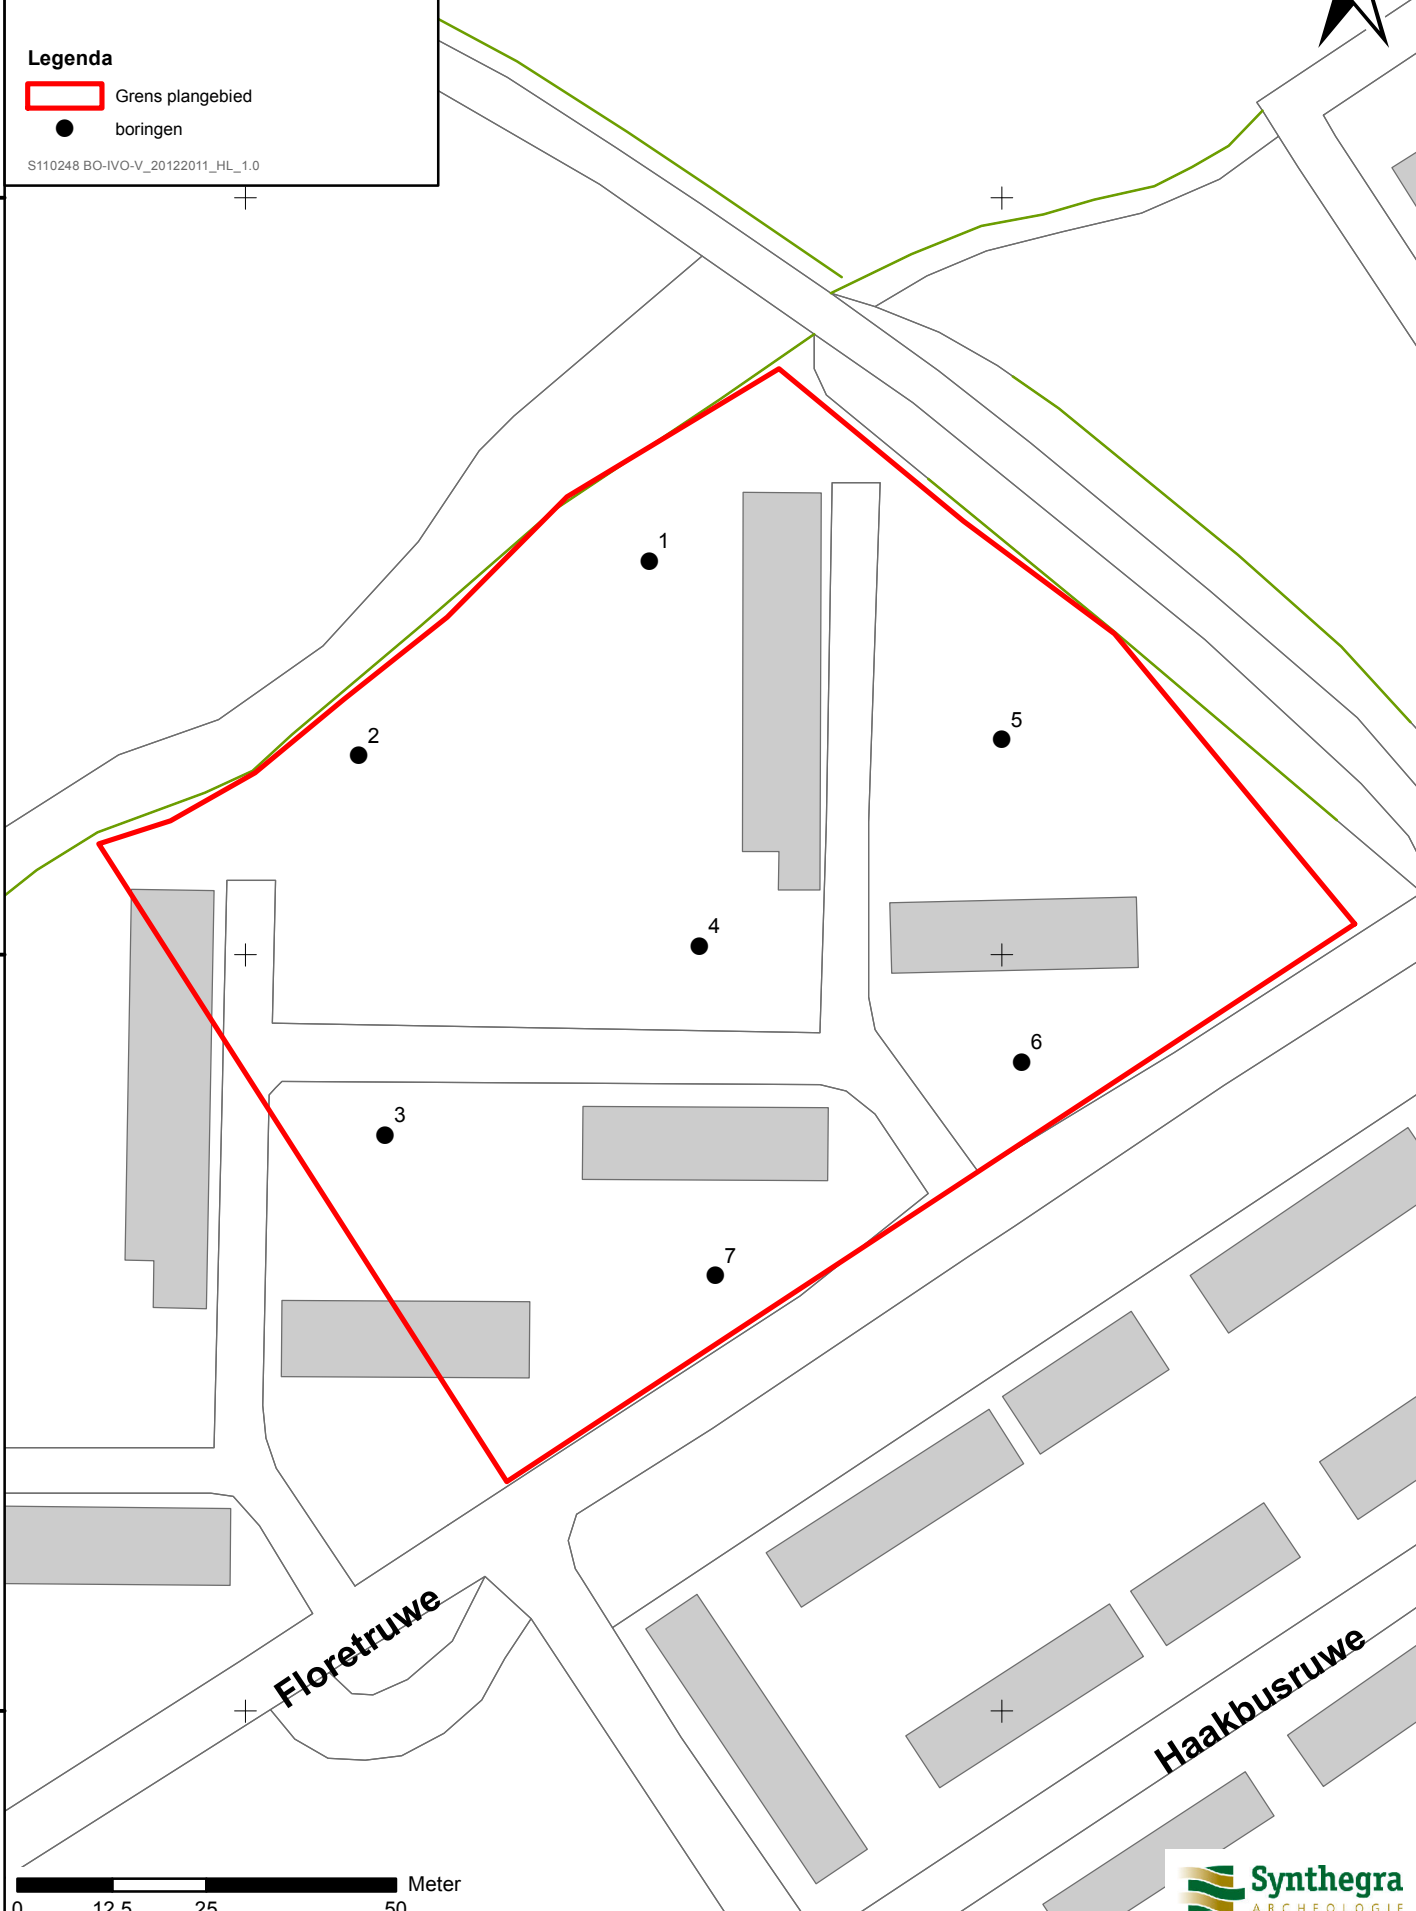 Legenda
Grens plangebied
boringen
S110248 BO-IVO-V_20122011_HL_1.0
1
2
5
4
6
3
7
Floretruwe
Haakbusruwe
Meter
0 12,5 25 50
Synthegra
ARCHEOLOGIE